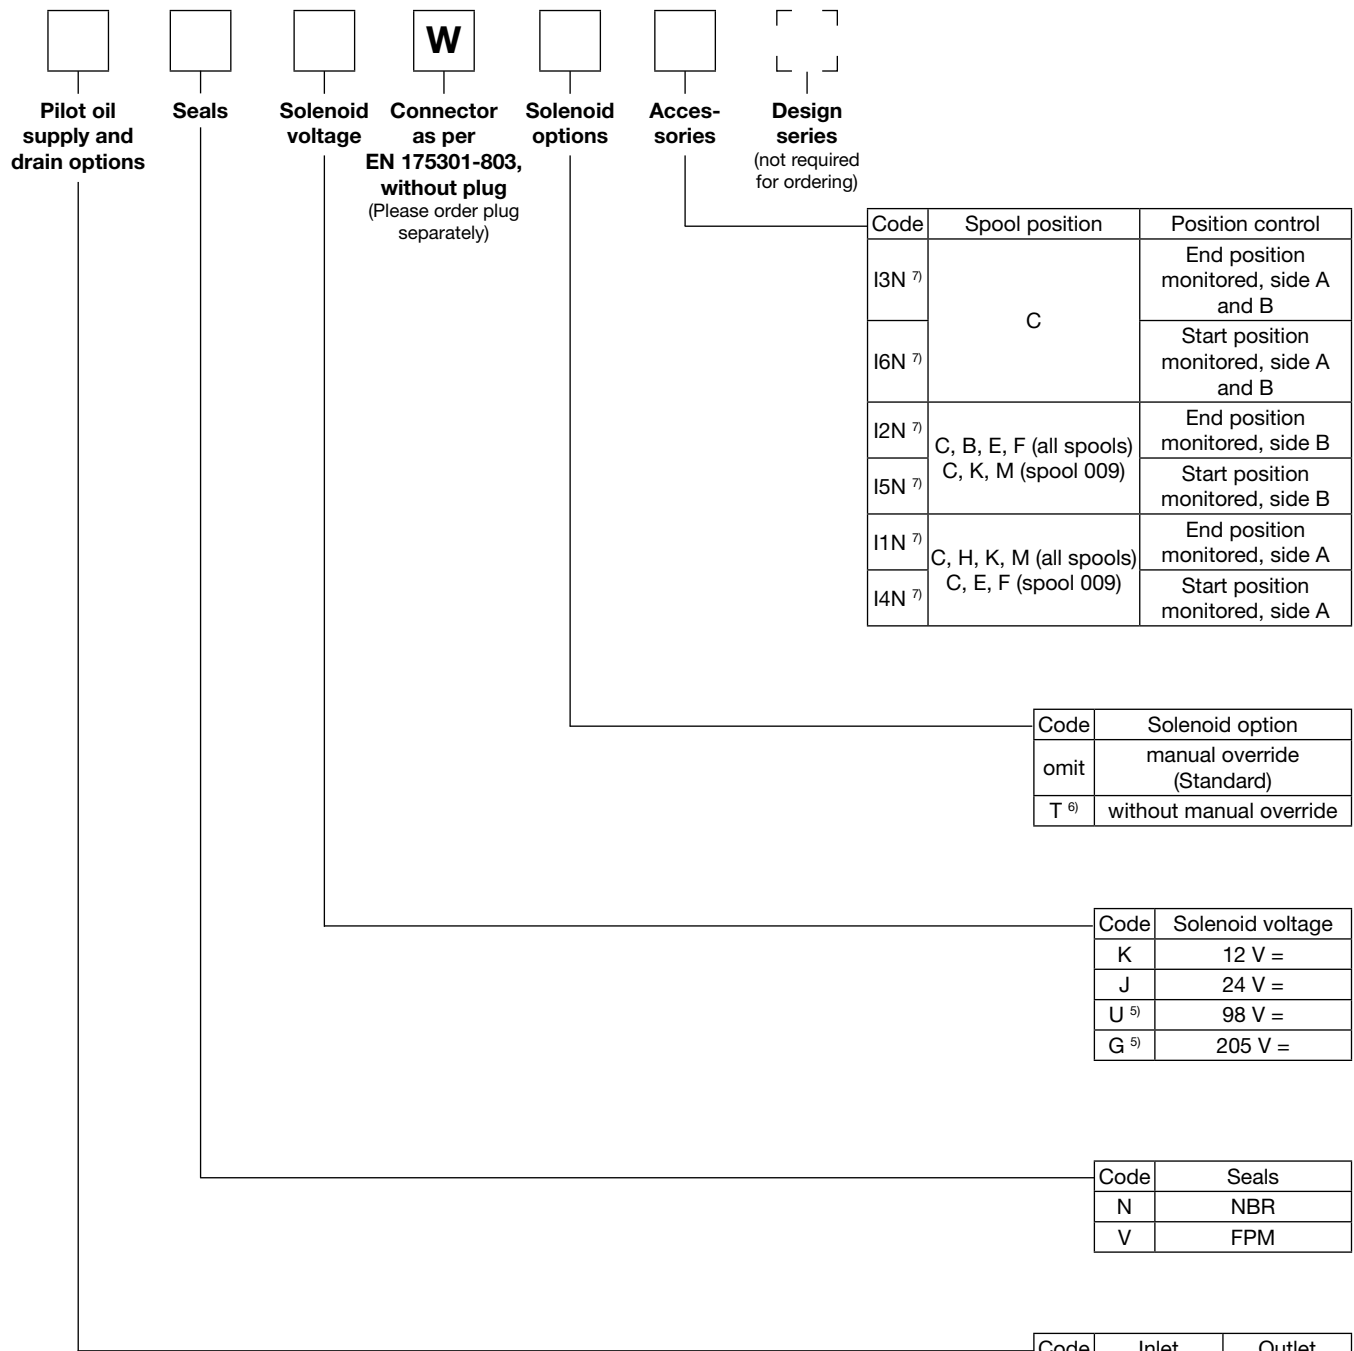 W
Pilot oil
supply and
drain options
Seals
Solenoid
voltage
Connector
as per
EN 175301-803,
without plug
(Please order plug
separately)
Solenoid
options
Acces-
sories
Design
series
(not required
for ordering)
Code Spool position Position control
I3N 7) C End position
monitored, side A
and B
I6N 7) Start position
monitored, side A
and B
I2N 7) C, B, E, F (all spools)
C, K, M (spool 009)
End position
monitored, side B
I5N 7) Start position
monitored, side B
I1N 7) C, H, K, M (all spools)
C, E, F (spool 009)
End position
monitored, side A
I4N 7) Start position
monitored, side A
Code Solenoid option
omit manual override
(Standard)
T 6) without manual override
Code Solenoid voltage
K 12 V =
J 24 V =
U 5) 98 V =
G 5) 205 V =
Code Seals
N NBR
V FPM
Code Inlet Outlet